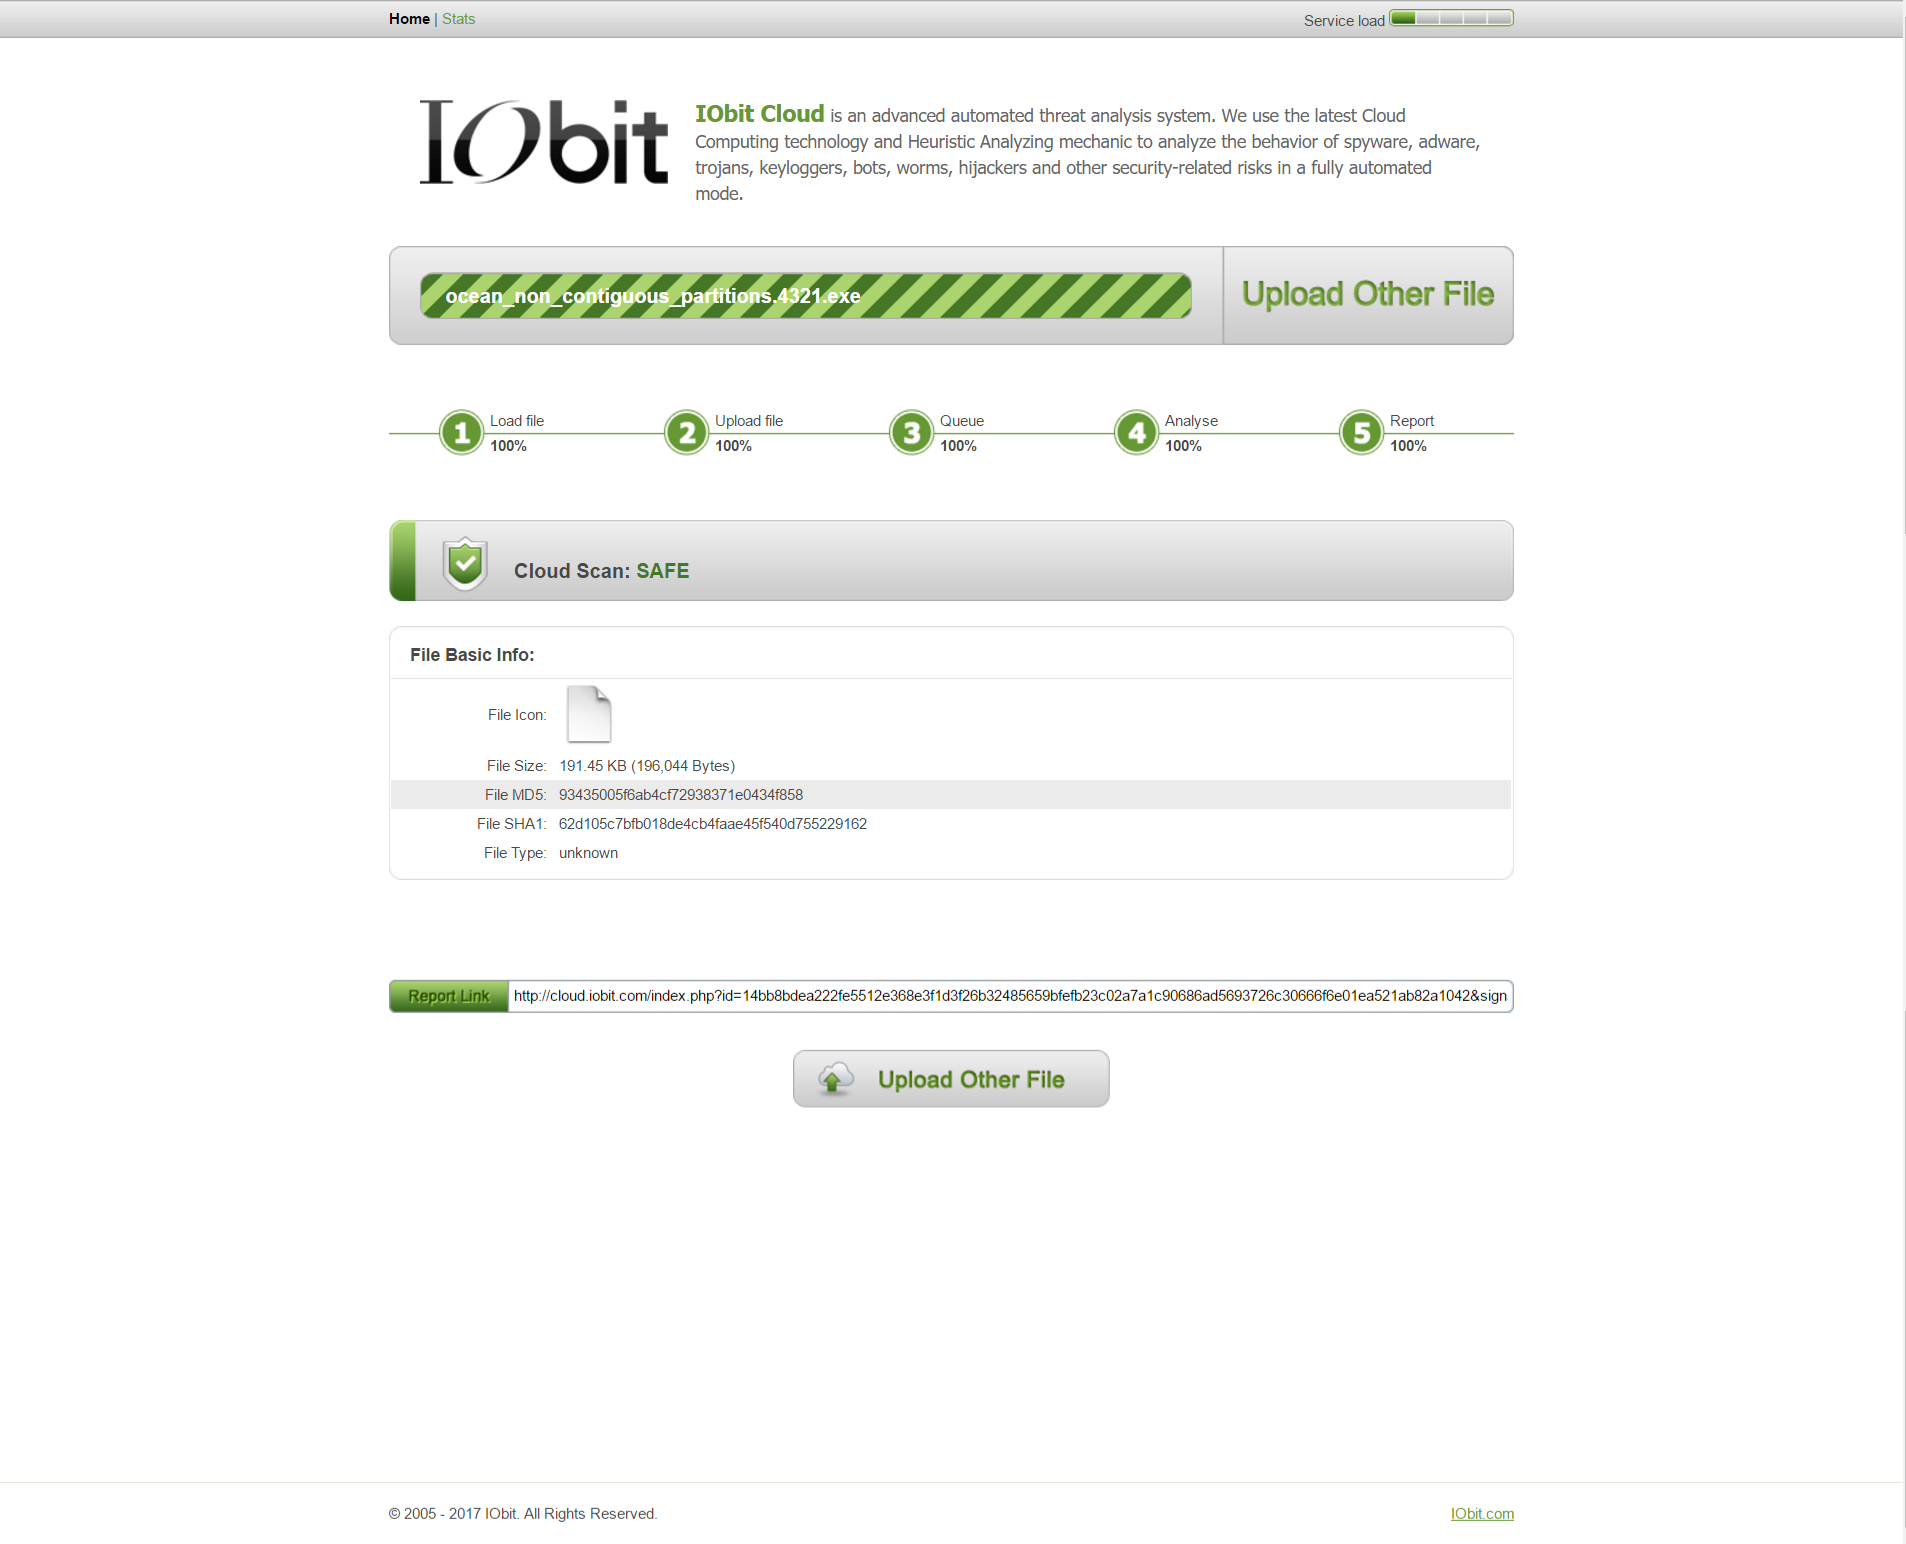 Home | Stats
Service load
IObit
IObit Cloud is an advanced automated threat analysis system. We use the latest Cloud
Computing technology and Heuristic Analyzing mechanic to analyze the behavior of spyware, adware,
trojans, keyloggers, bots, worms, hijackers and other security-related risks in a fully automated
mode.
ocean_non_contiguous_partitions.4321.exe
Upload Other File
1 Load file
100%
2 Upload file
100%
3 Queue
100%
4 Analyse
100%
5 Report
100%
Cloud Scan: SAFE
File Basic Info:
File Icon:
File Size: 191.45 KB (196,044 Bytes)
File MD5: 93435005f6ab4cf72938371e0434f858
File SHA1: 62d105c7bfb018de4cb4faae45f540d755229162
File Type: unknown
Report Link http://cloud.iobit.com/index.php?id=14bb8bdea222fe5512e368e3f1d3f26b32485659bfefb23c02a7a1c90686ad5693726c30666f6e01ea521ab82a1042&sign
Upload Other File
© 2005 - 2017 IObit. All Rights Reserved.
IObit.com